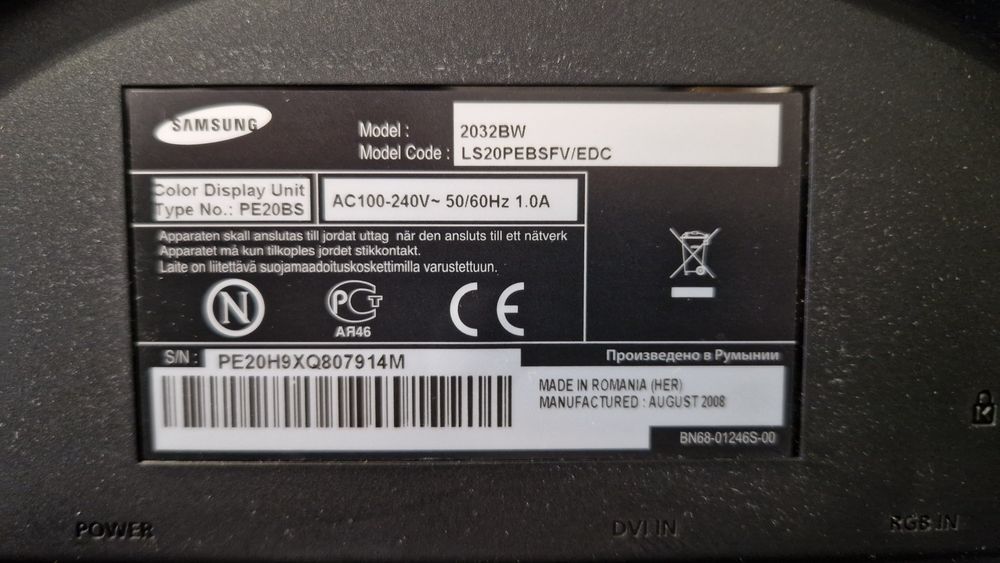 SAMSUNG
Model : 2032BW
Model Code : LS20PEBSFV/EDC
Color Display Unit
Type No.: PE20BS
AC100-240V~ 50/60Hz 1.0A
Apparaten skall anslutas till jordat uttag när den ansluts till ett nätverk
Apparatet må kun tilkoples jordet stikkontakt.
Laite on liitettävä suojamaadoituskoskettimilla varustettuun.
N
РСТ
АЯ46
CE
S/N : PE20H9XQ807914M
Произведено в Румынии
MADE IN ROMANIA (HER)
MANUFACTURED : AUGUST 2008
BN68-01246S-00
K
POWER
DVI IN
RGB IN